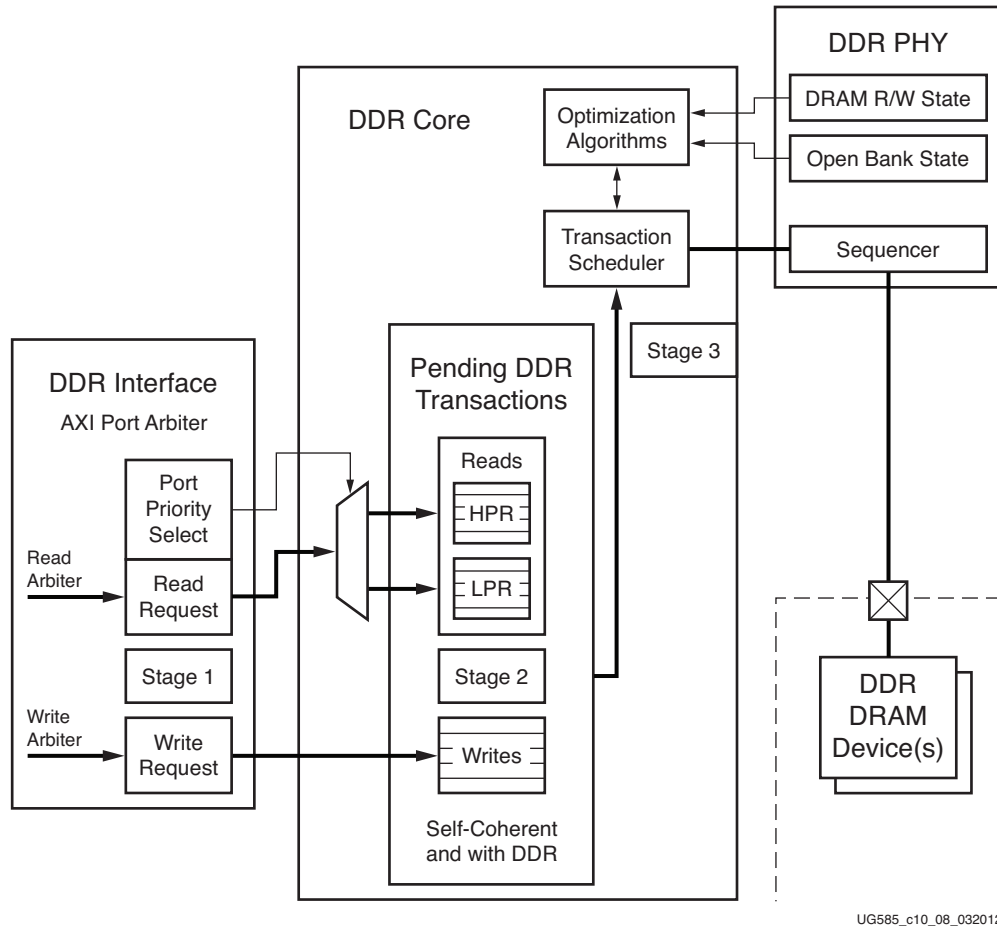 DDR PHY
DRAM R/W State
Open Bank State
Sequencer
DDR Core
Optimization
Algorithms
Transaction
Scheduler
Stage 3
DDR Interface
AXI Port Arbiter
Port
Priority
Select
Read
Arbiter
Read
Request
Stage 1
Write
Arbiter
Write
Request
Pending DDR
Transactions
Reads
HPR
LPR
Stage 2
Writes
Self-Coherent
and with DDR
DDR
DRAM
Device(s)
UG585_c10_08_032012